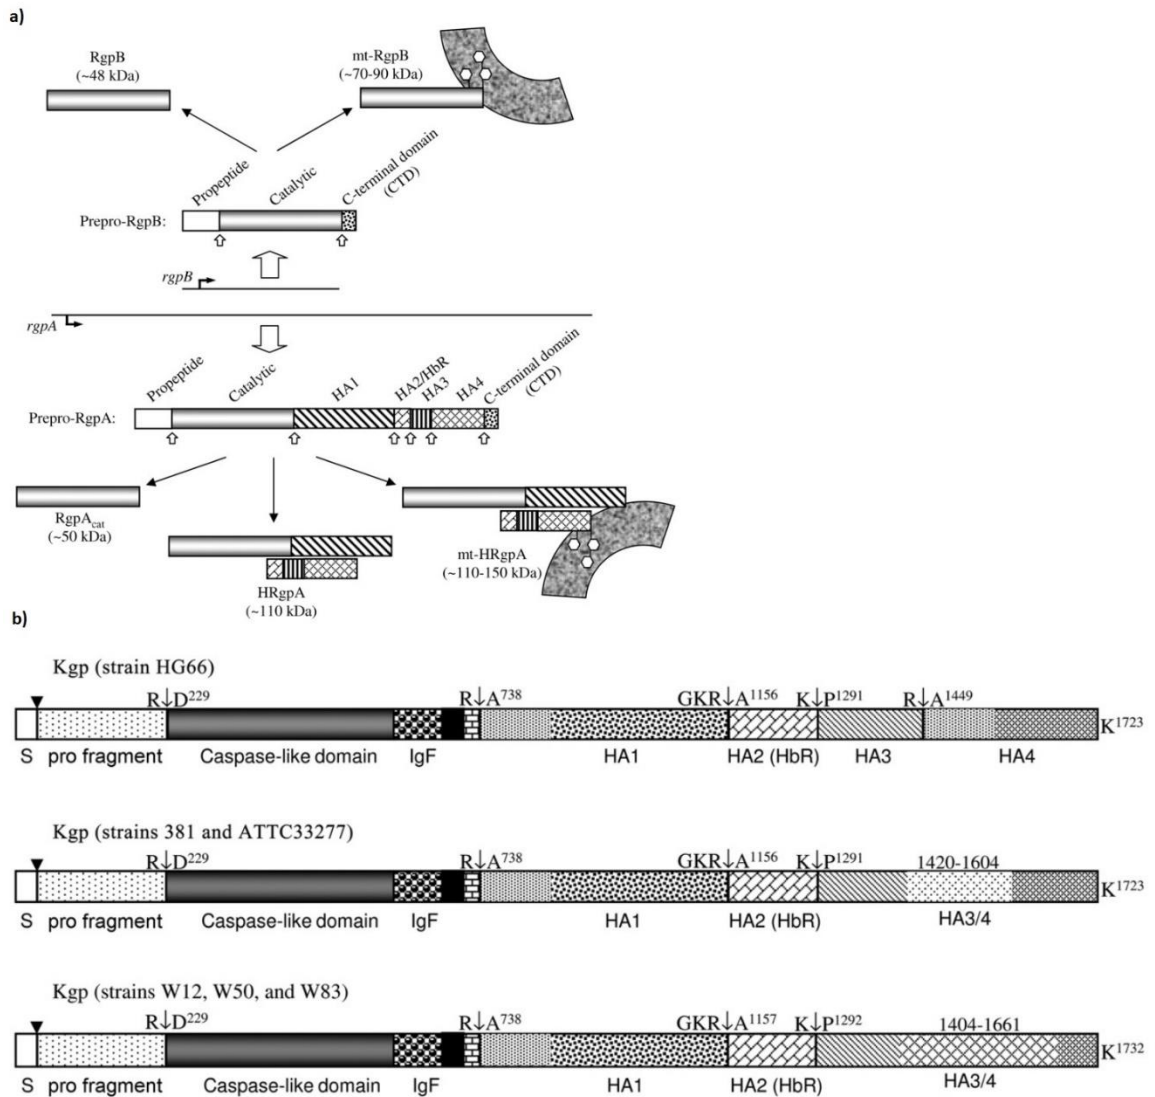 a)
RgpB
(~48 kDa)
mt-RgpB
(~70-90 kDa)
Propeptide
Catalytic
C-terminal domain
(CTD)
Prepro-RgpB:
rgpB
rgpA
Propeptide
Catalytic
HA1
HA2/HbR
HA3
HA4
C-terminal domain
(CTD)
Prepro-RgpA:
RgpAcat
(~50 kDa)
HRgpA
(~110 kDa)
mt-HRgpA
(~110-150 kDa)
b)
Kgp (strain HG66)
R↓D229 R↓A738 GKR↓A1156 K↓P1291 R↓A1449
K1723
S pro fragment Caspase-like domain IgF HA1 HA2 (HbR) HA3 HA4
Kgp (strains 381 and ATTC33277)
R↓D229 R↓A738 GKR↓A1156 K↓P1291 1420-1604
K1723
S pro fragment Caspase-like domain IgF HA1 HA2 (HbR) HA3/4
Kgp (strains W12, W50, and W83)
R↓D229 R↓A738 GKR↓A1157 K↓P1292 1404-1661
K1732
S pro fragment Caspase-like domain IgF HA1 HA2 (HbR) HA3/4